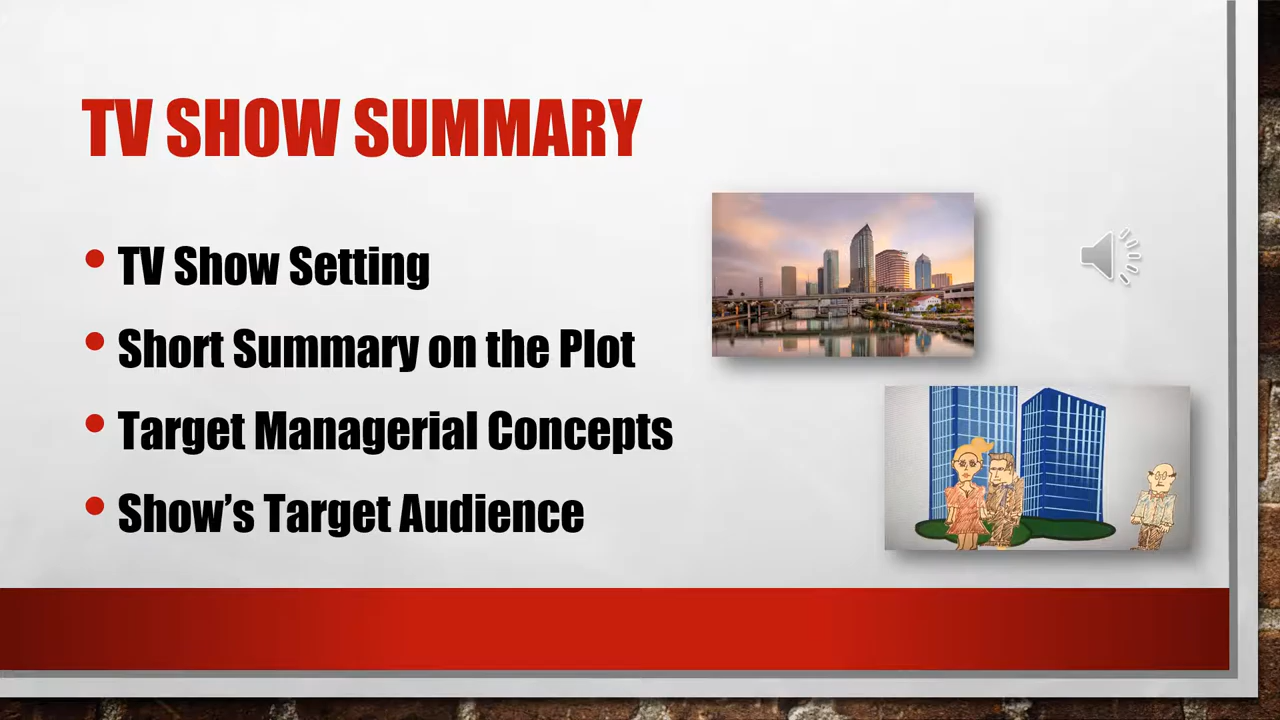 TV SHOW SUMMARY
• TV Show Setting
• Short Summary on the Plot
• Target Managerial Concepts
• Show’s Target Audience